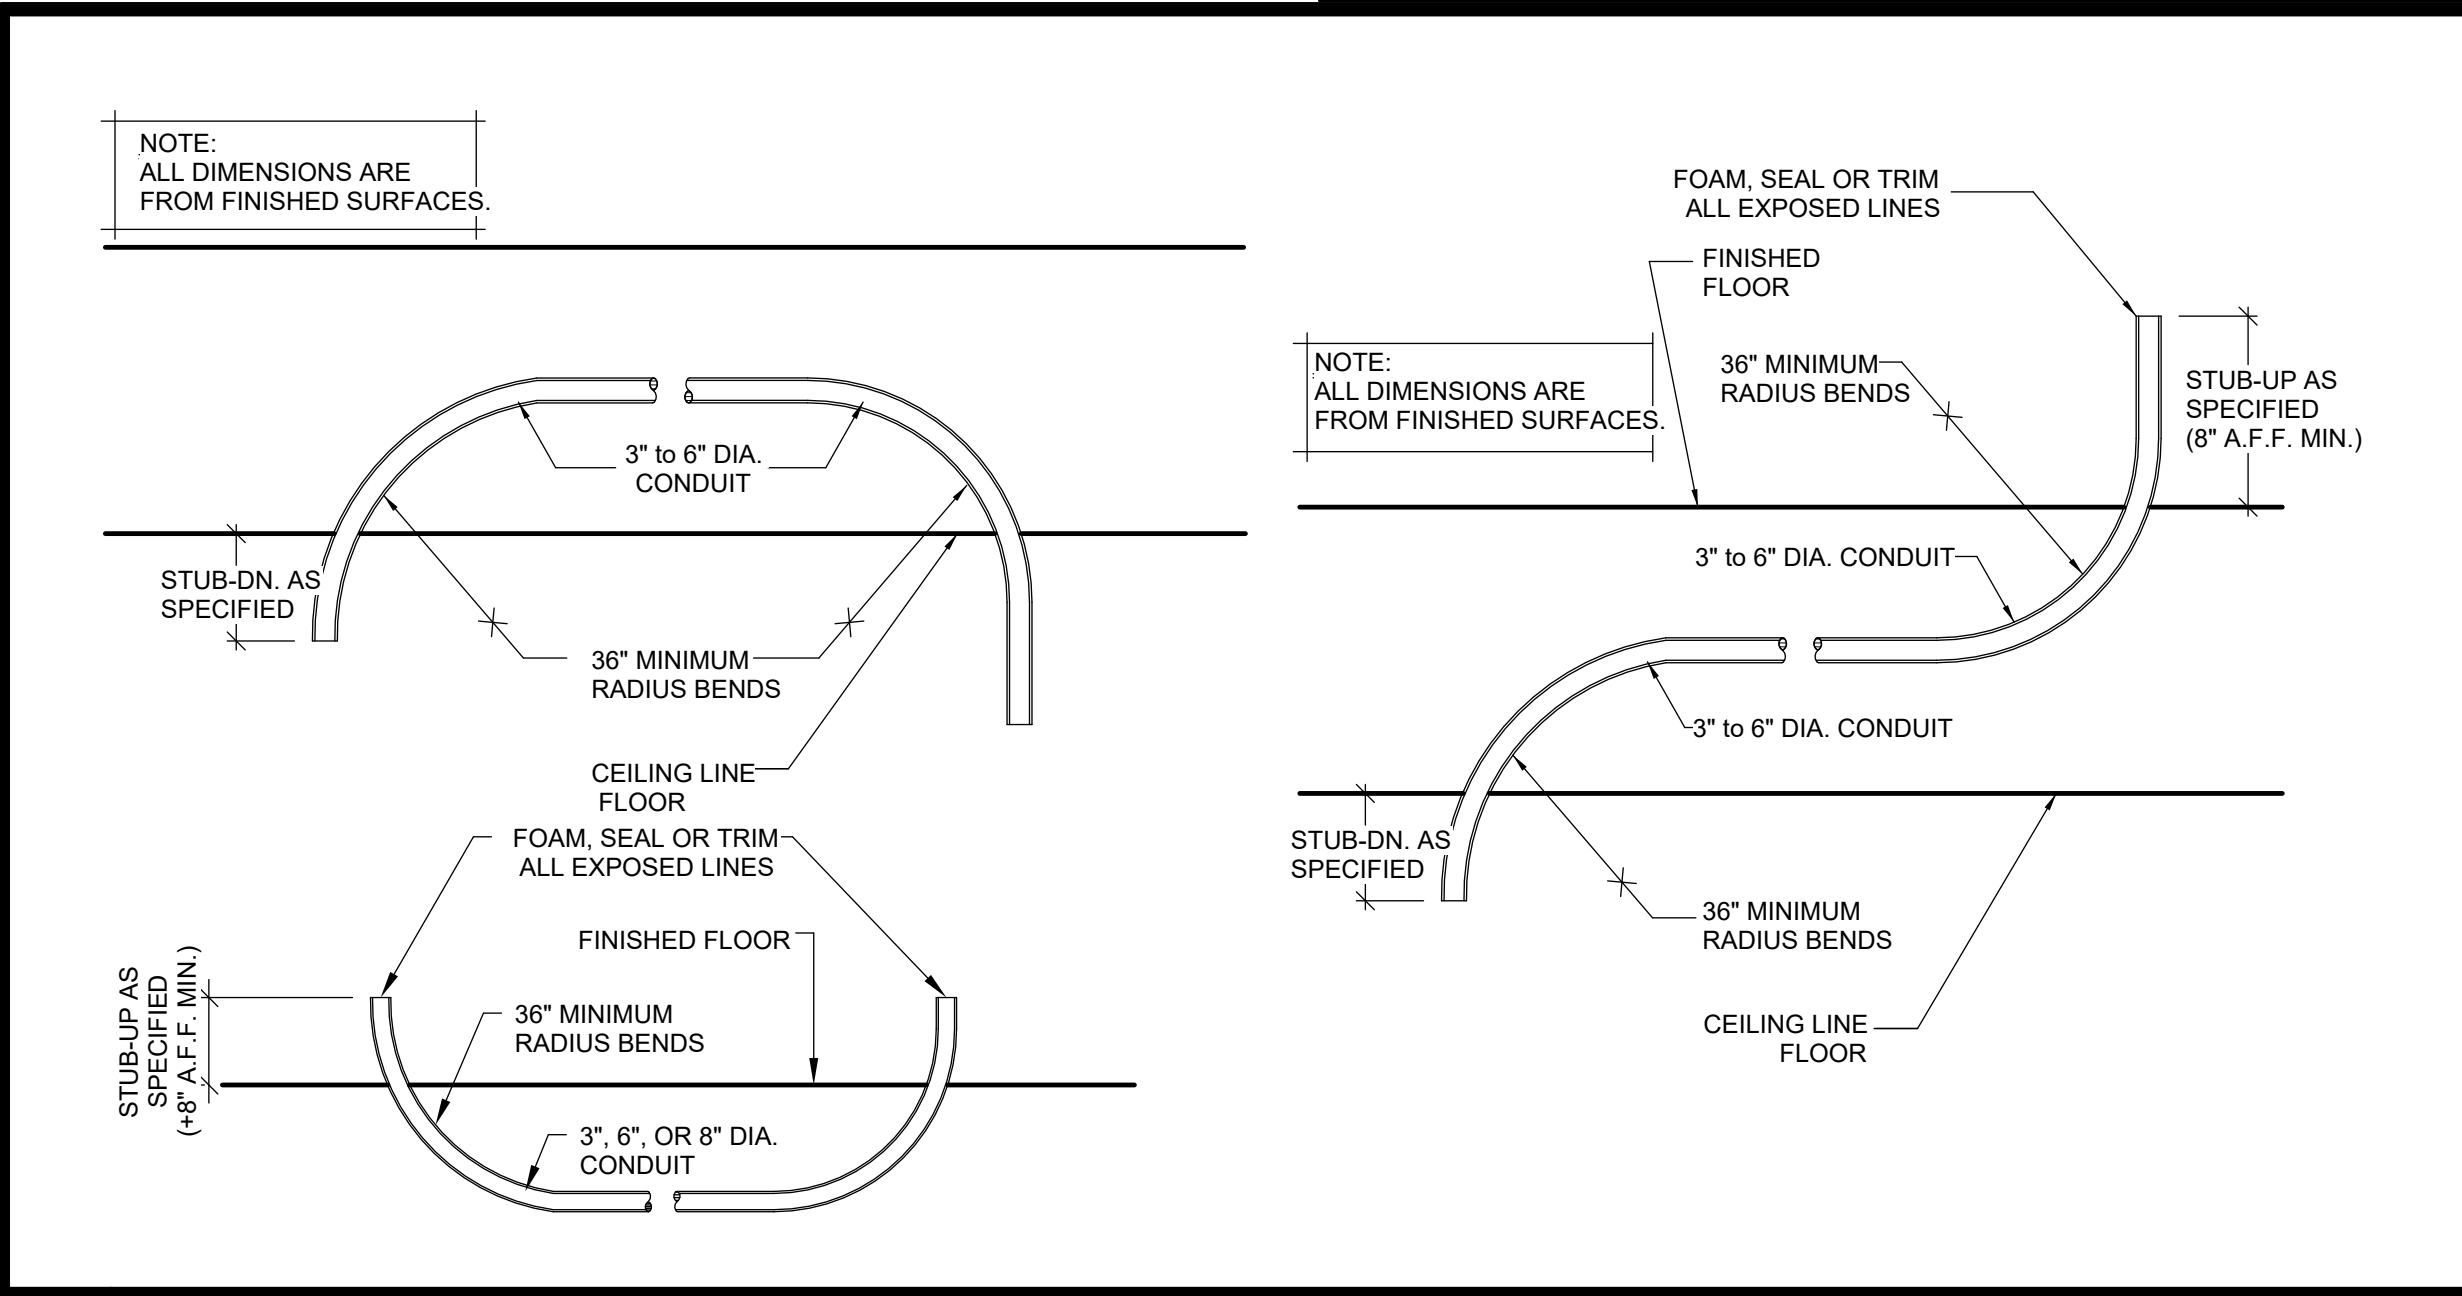 NOTE:
ALL DIMENSIONS ARE
FROM FINISHED SURFACES.
3" to 6" DIA.
CONDUIT
STUB-DN. AS
SPECIFIED
36" MINIMUM
RADIUS BENDS
CEILING LINE
FLOOR
FOAM, SEAL OR TRIM
ALL EXPOSED LINES
FINISHED FLOOR
STUB-UP AS
SPECIFIED
(+8" A.F.F. MIN.)
36" MINIMUM
RADIUS BENDS
3", 6", OR 8" DIA.
CONDUIT
FOAM, SEAL OR TRIM
ALL EXPOSED LINES
FINISHED
FLOOR
NOTE:
ALL DIMENSIONS ARE
FROM FINISHED SURFACES.
36" MINIMUM
RADIUS BENDS
STUB-UP AS
SPECIFIED
(8" A.F.F. MIN.)
3" to 6" DIA. CONDUIT
3" to 6" DIA. CONDUIT
STUB-DN. AS
SPECIFIED
36" MINIMUM
RADIUS BENDS
CEILING LINE
FLOOR